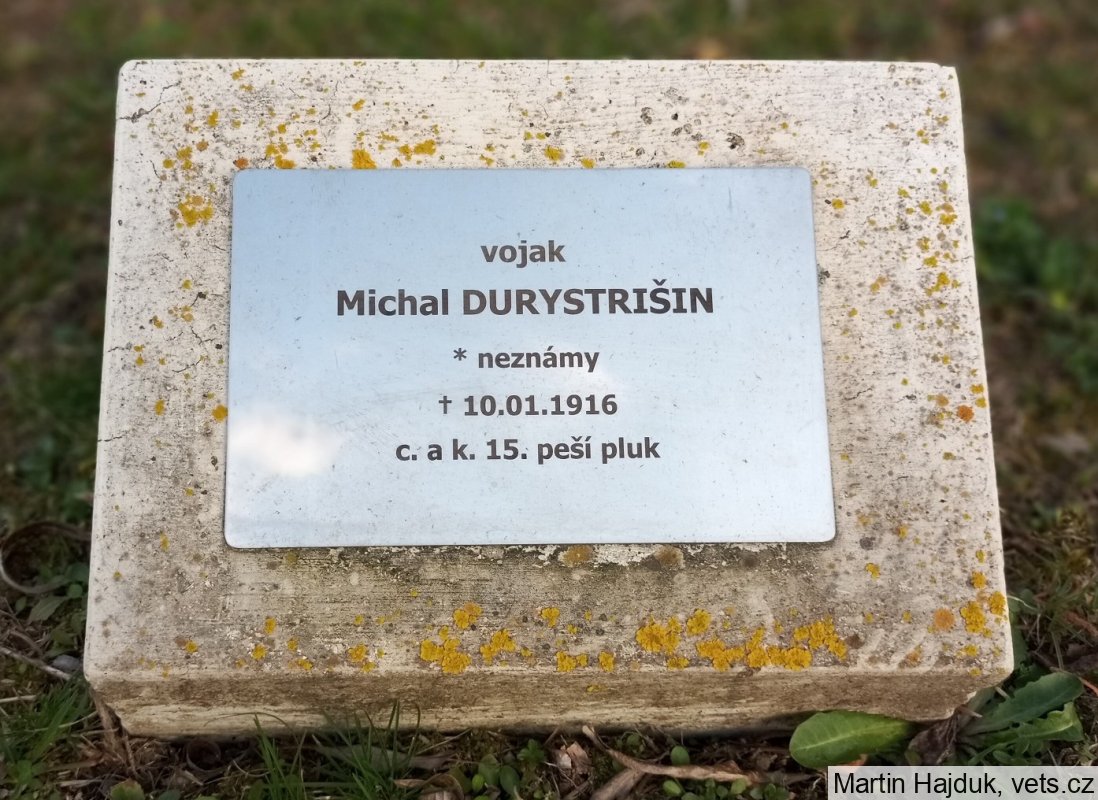 vojak
Michal DURYSTRIŠIN
* neznámy
† 10.01.1916
c. a k. 15. peší pluk
Martin Hajduk, vets.cz